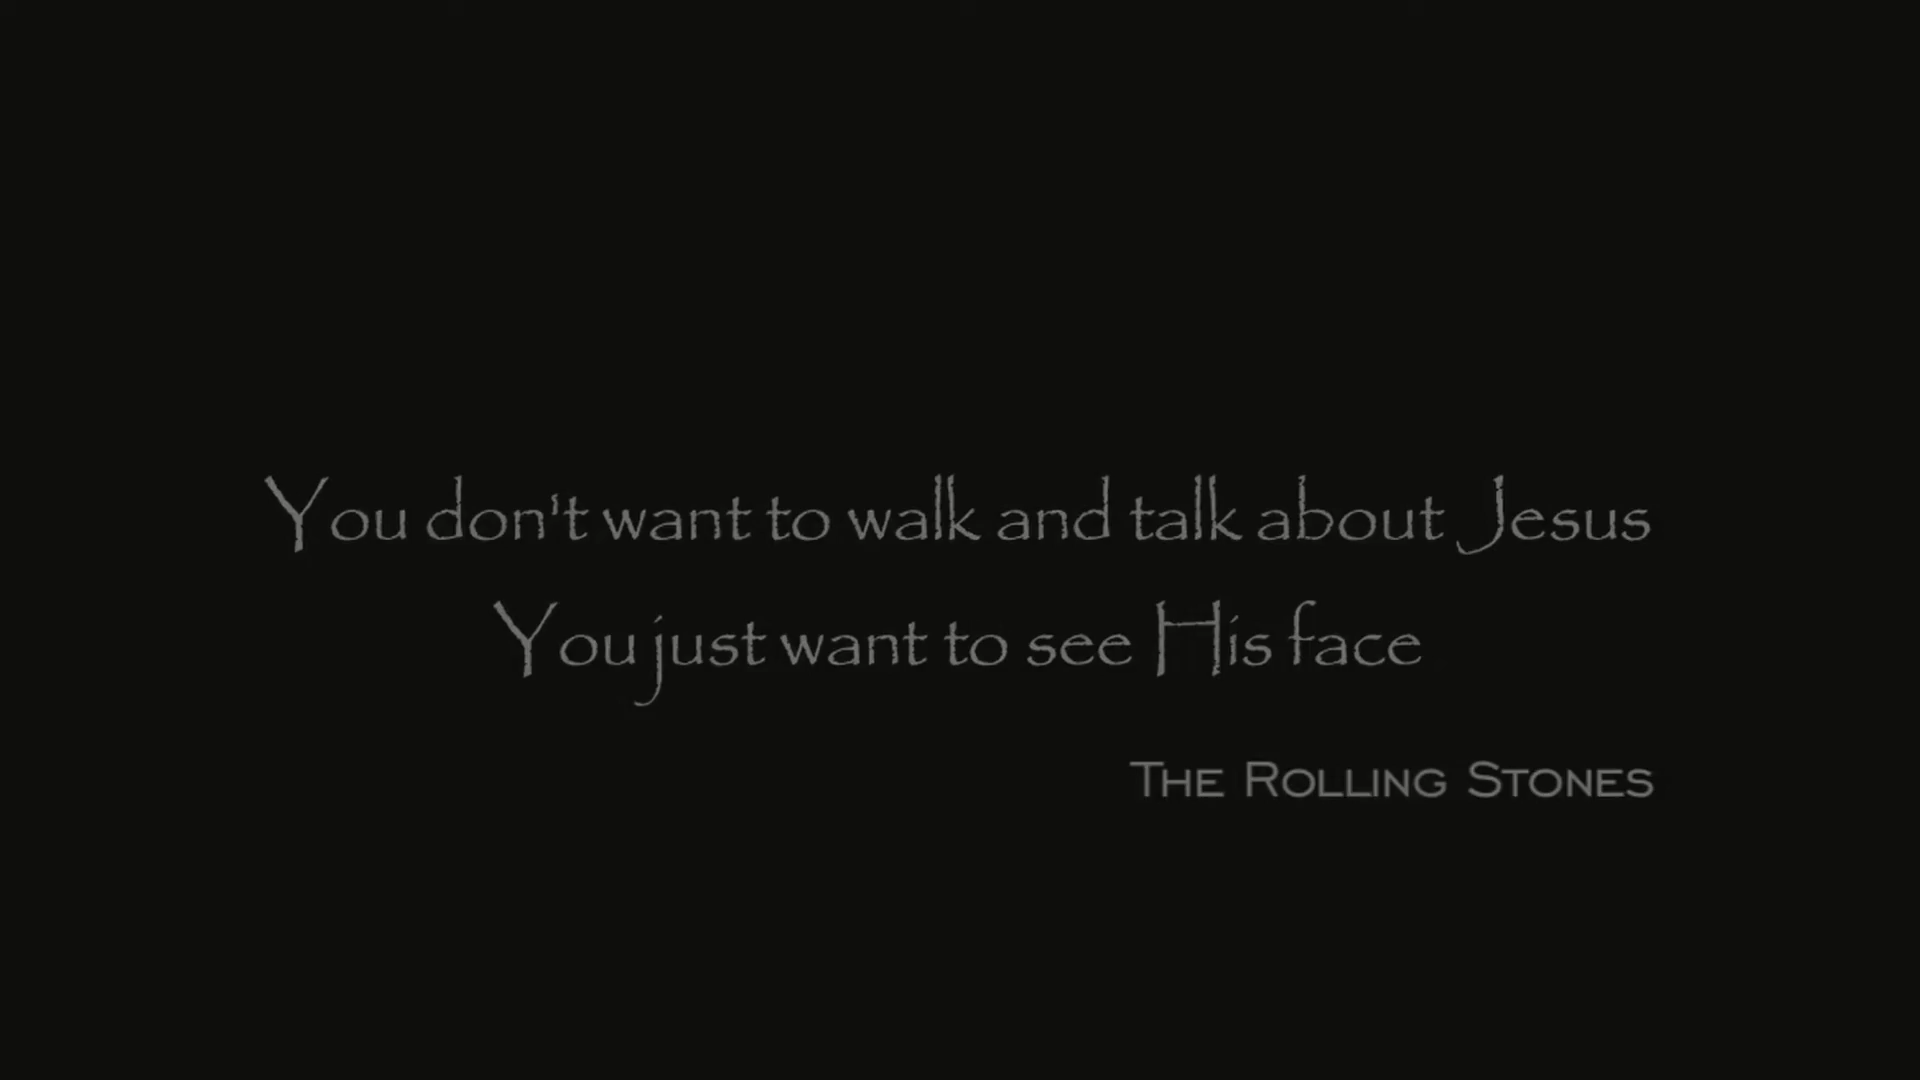 You don't want to walk and talk about Jesus
You just want to see His face
The Rolling Stones